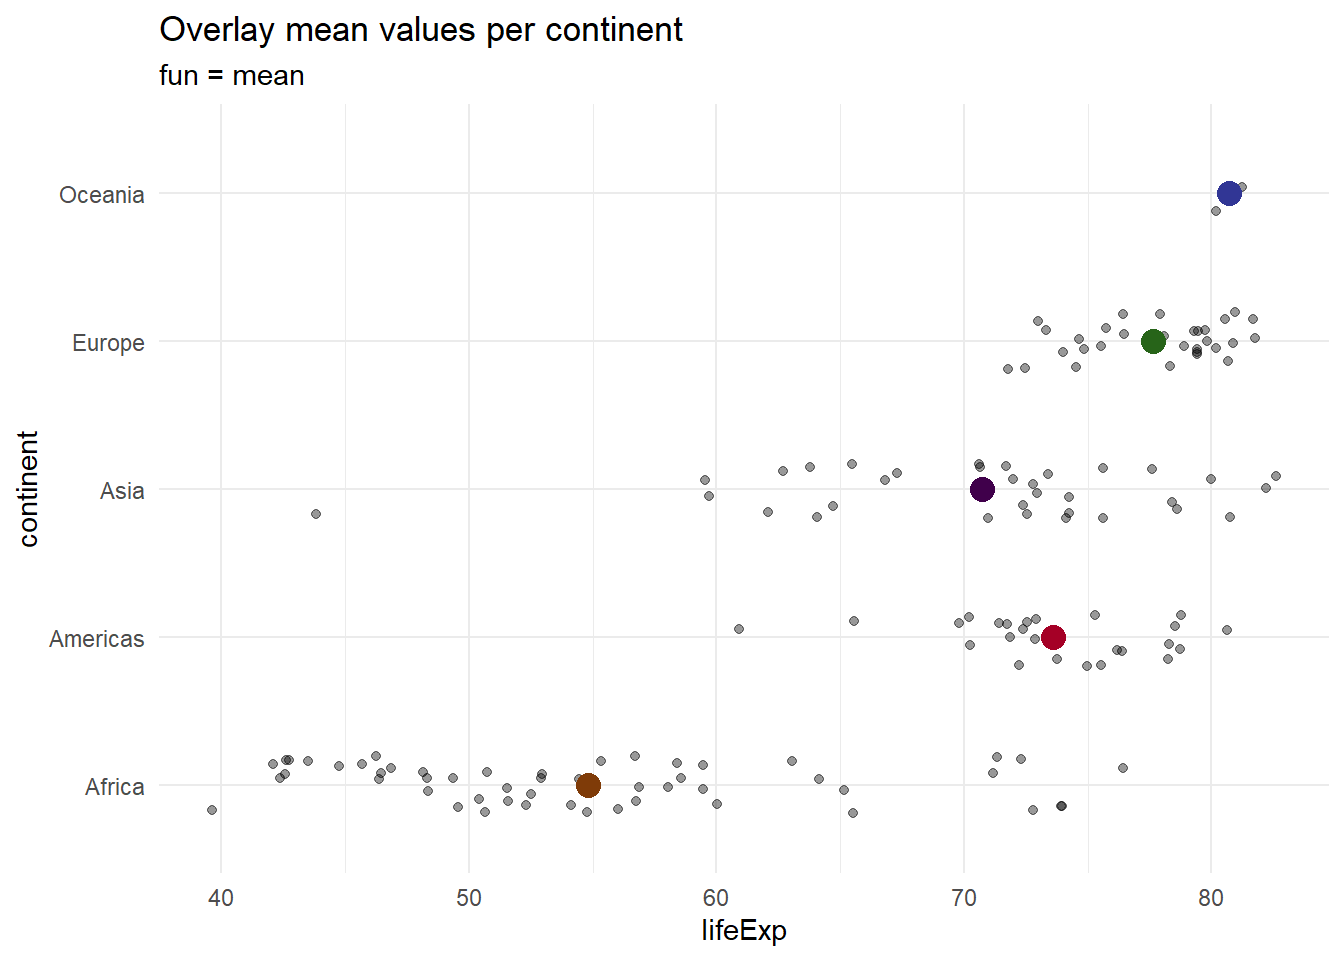 Overlay mean values per continent
fun = mean
Oceania
Europe
Asia
Americas
Africa
continent
40 50 60 70 80
lifeExp